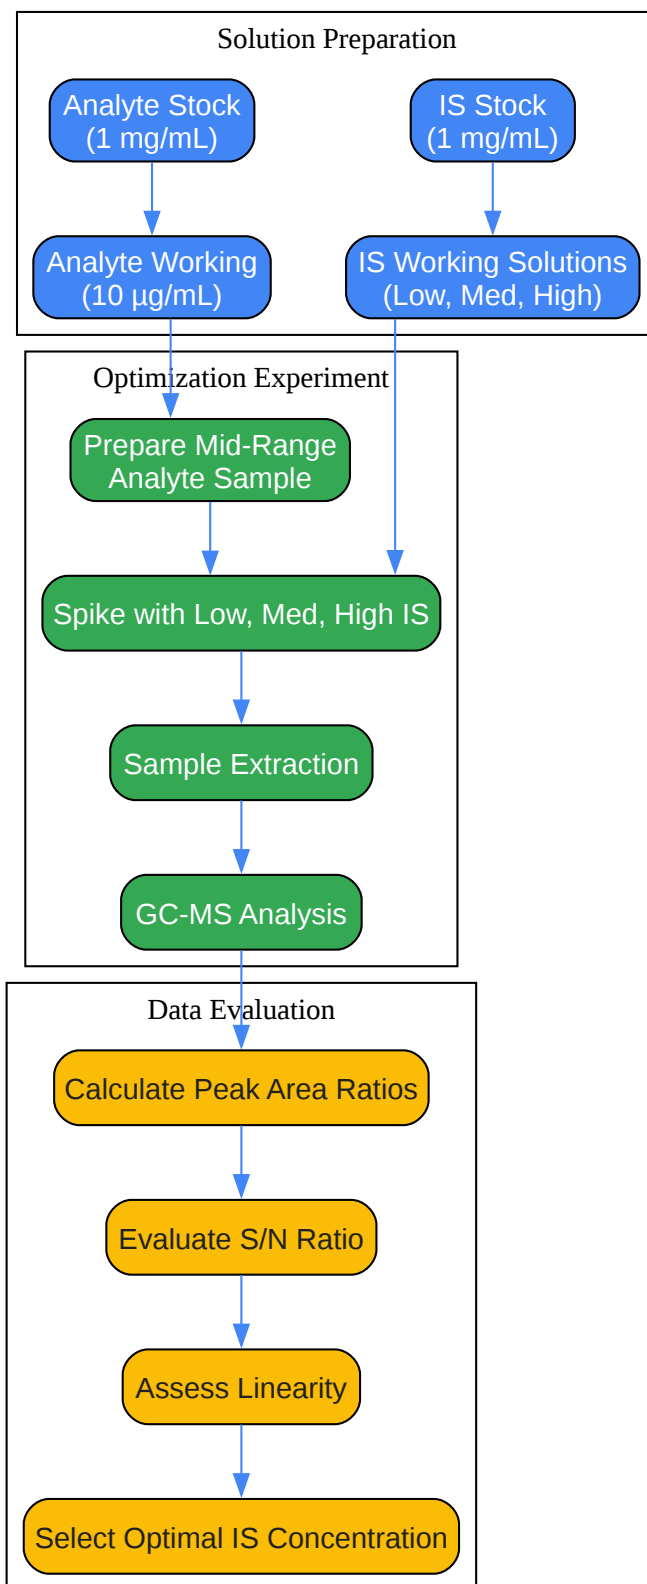 Solution Preparation
Analyte Stock
(1 mg/mL)
IS Stock
(1 mg/mL)
Analyte Working
(10 µg/mL)
IS Working Solutions
(Low, Med, High)
Optimization Experiment
Prepare Mid-Range
Analyte Sample
Spike with Low, Med, High IS
Sample Extraction
GC-MS Analysis
Data Evaluation
Calculate Peak Area Ratios
Evaluate S/N Ratio
Assess Linearity
Select Optimal IS Concentration